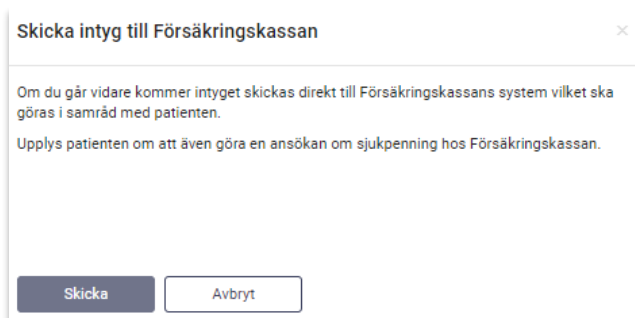 Skicka intyg till Försäkringskassan
Om du går vidare kommer intyget skickas direkt till Försäkringskassans system vilket ska
göras i samråd med patienten.
Upplys patienten om att även göra en ansökan om sjukpenning hos Försäkringskassan.
Skicka
Avbryt